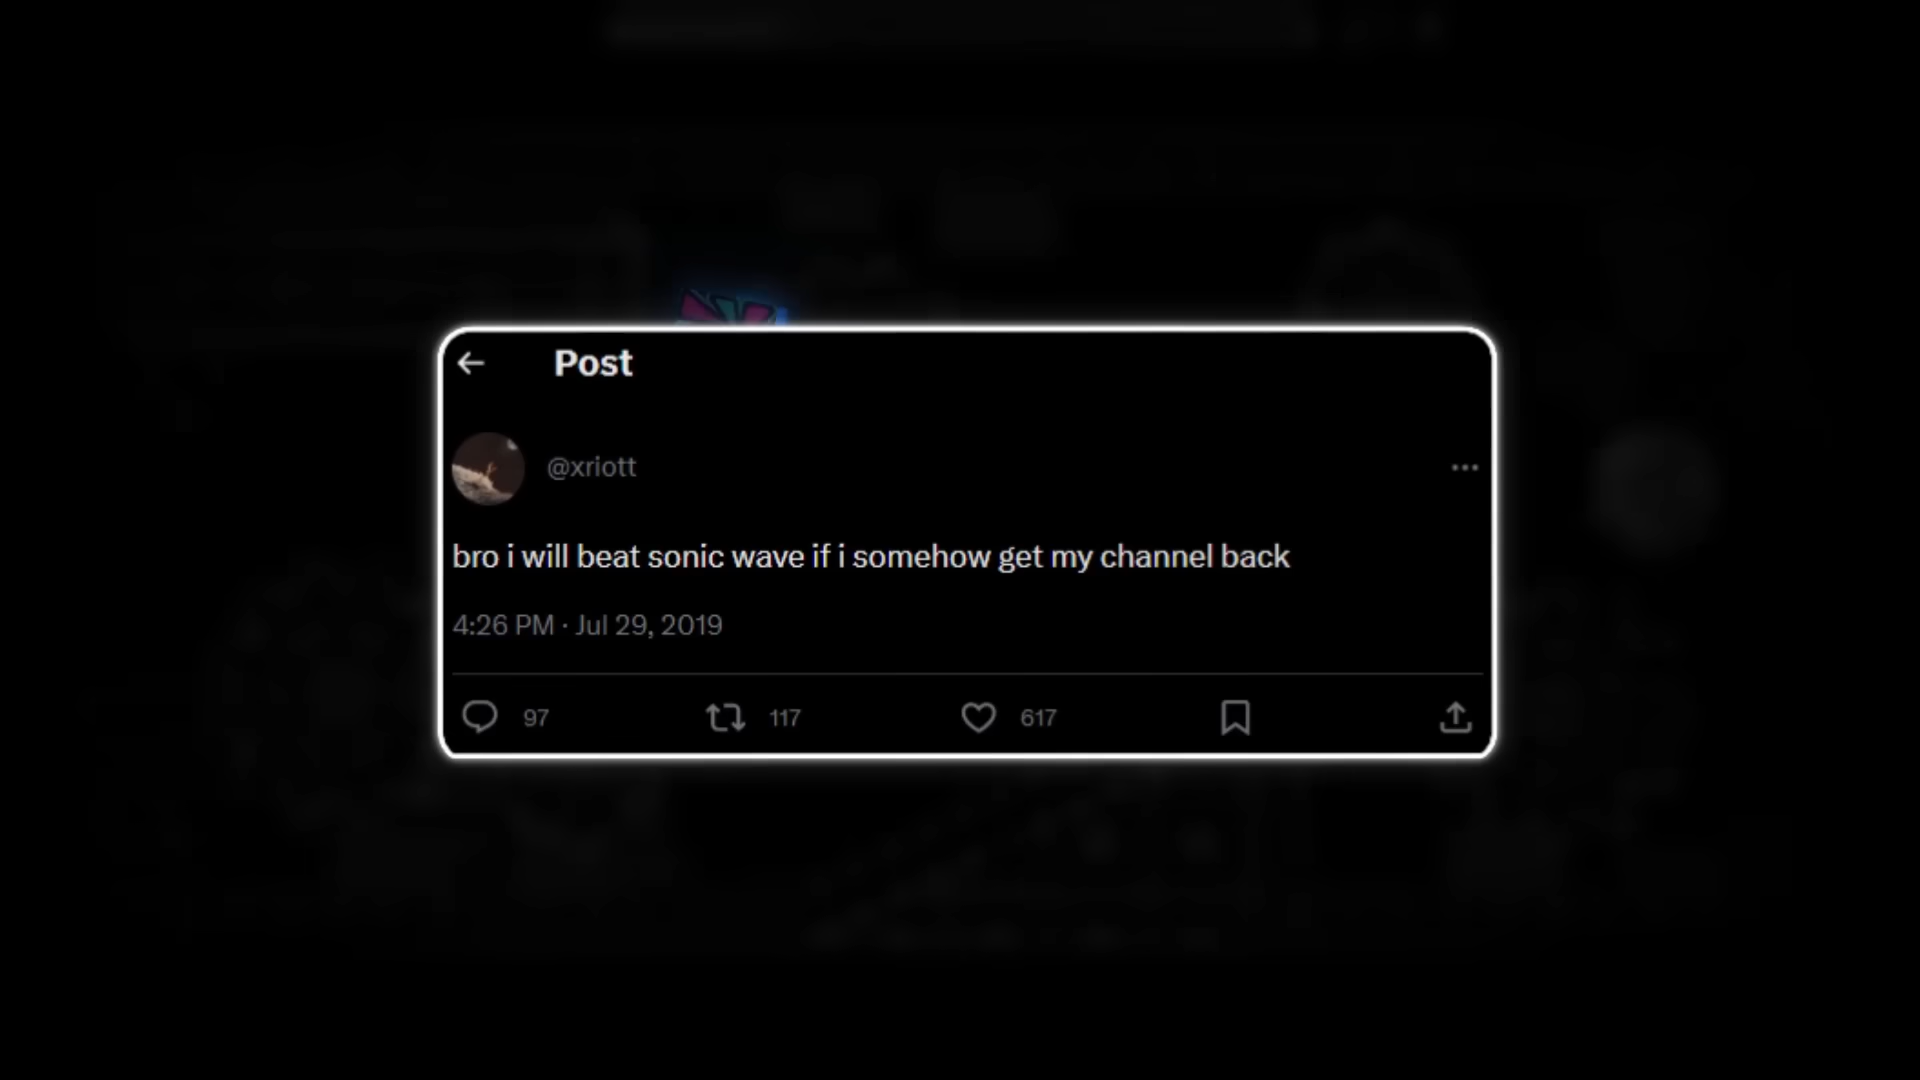 Post
@xriott
bro i will beat sonic wave if i somehow get my channel back
4:26 PM · Jul 29, 2019
97 117 617